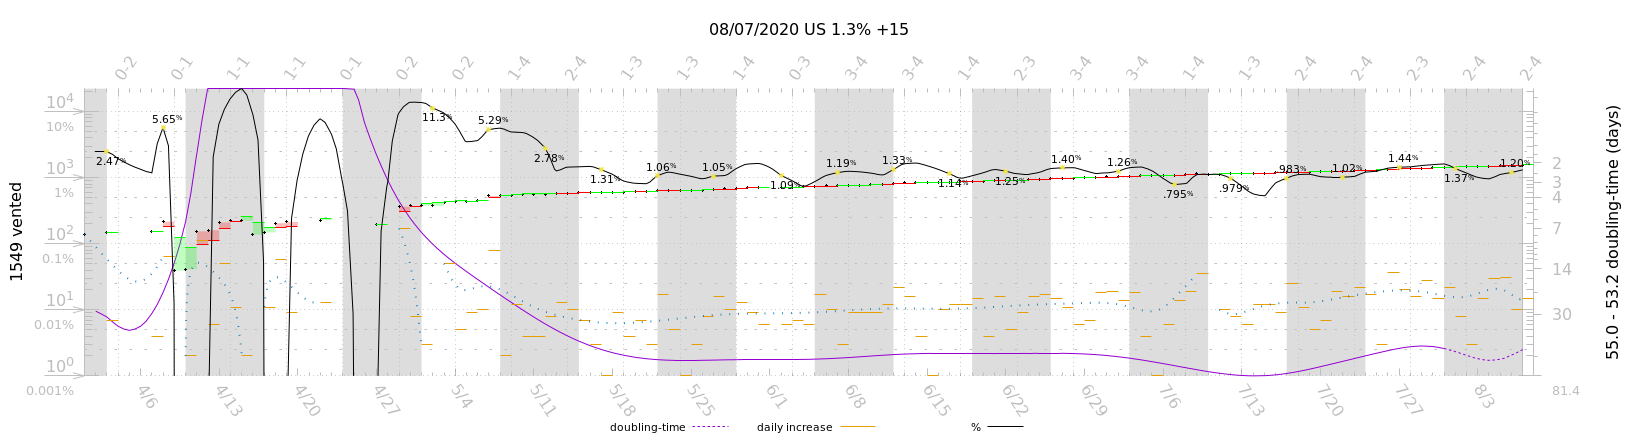 08/07/2020 US 1.3% +15
0-2 0-1 1-1 1-1 0-1 0-2 0-2 1-4 2-4 1-3 1-3 1-4 0-3 3-4 3-4 1-4 3-4 3-4 1-4 1-3 2-4 2-4 2-3 2-4 2-4
10⁴
10%
10³
1%
10²
0.1%
10¹
0.01%
10⁰
0.001%
1549 vented
2.47% 5.65% 11.3% 5.29% 2.78% 1.31% 1.06% 1.05% 1.09% 1.19% 1.33% 1.14% 1.25% 1.40% 1.26% .795% .979% .983% 1.02% 1.44% 1.37% 1.20%
2
3
4
7
14
30
81.4
55.0 - 53.2 doubling-time (days)
4/6 4/13 4/20 4/27 5/4 5/11 5/18 5/25 6/1 6/8 6/15 6/22 6/29 7/6 7/13 7/20 7/27 8/3
doubling-time daily increase %